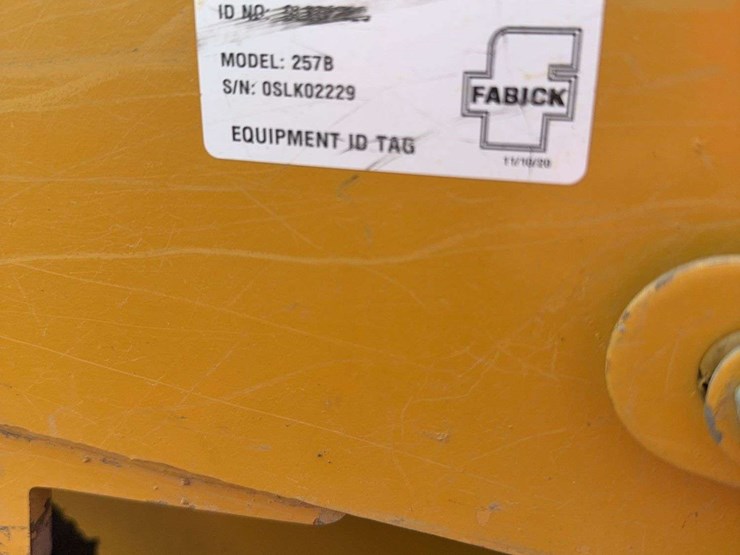 ID NO:
MODEL: 257B
S/N: 0SLK02229
FABICK
EQUIPMENT ID TAG
11/10/20